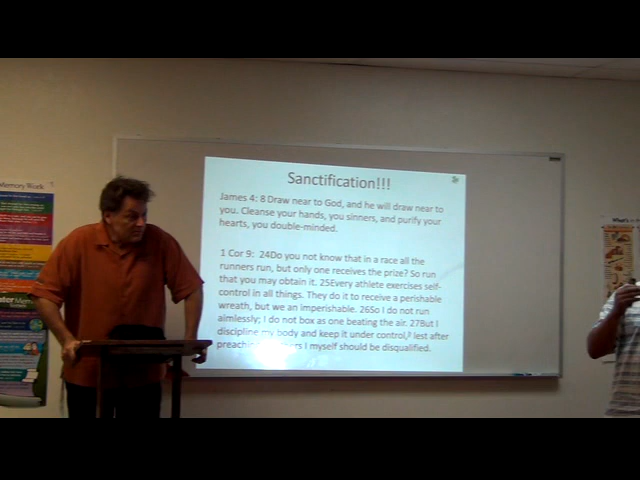 Sanctification!!!
James 4: 8 Draw near to God, and he will draw near to
you. Cleanse your hands, you sinners, and purify your
hearts, you double-minded.
1 Cor 9: 24Do you not know that in a race all the
runners run, but only one receives the prize? So run
that you may obtain it. 25Every athlete exercises self-
control in all things. They do it to receive a perishable
wreath, but we an imperishable. 26So I do not run
aimlessly; I do not box as one beating the air. 27But I
discipline my body and keep it under control, lest after
I myself should be disqualified.
Memory Work
What's